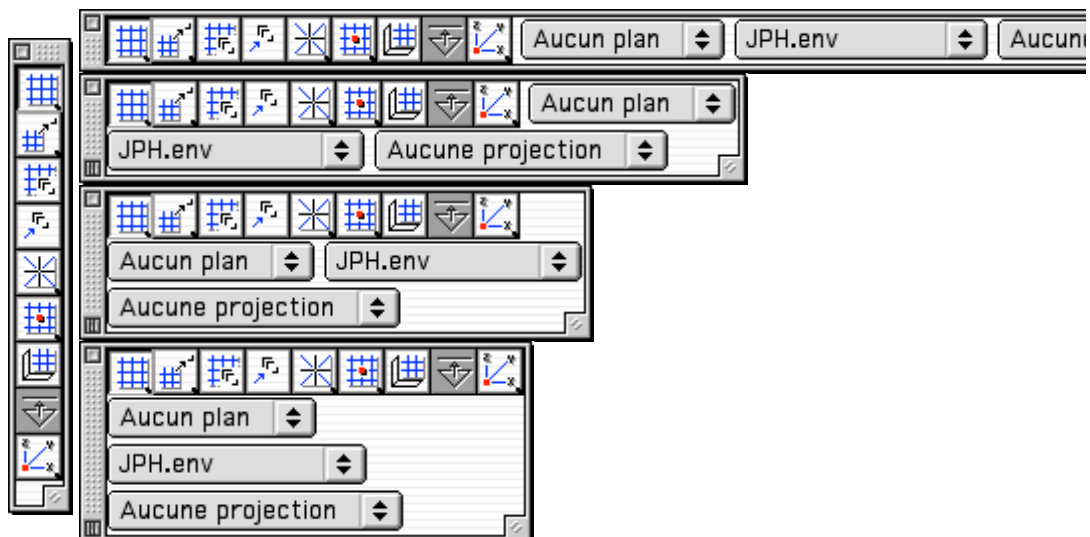 Aucun plan JPH.env Aucune
Aucun plan
JPH.env Aucune projection
Aucun plan JPH.env
Aucune projection
Aucun plan
JPH.env
Aucune projection